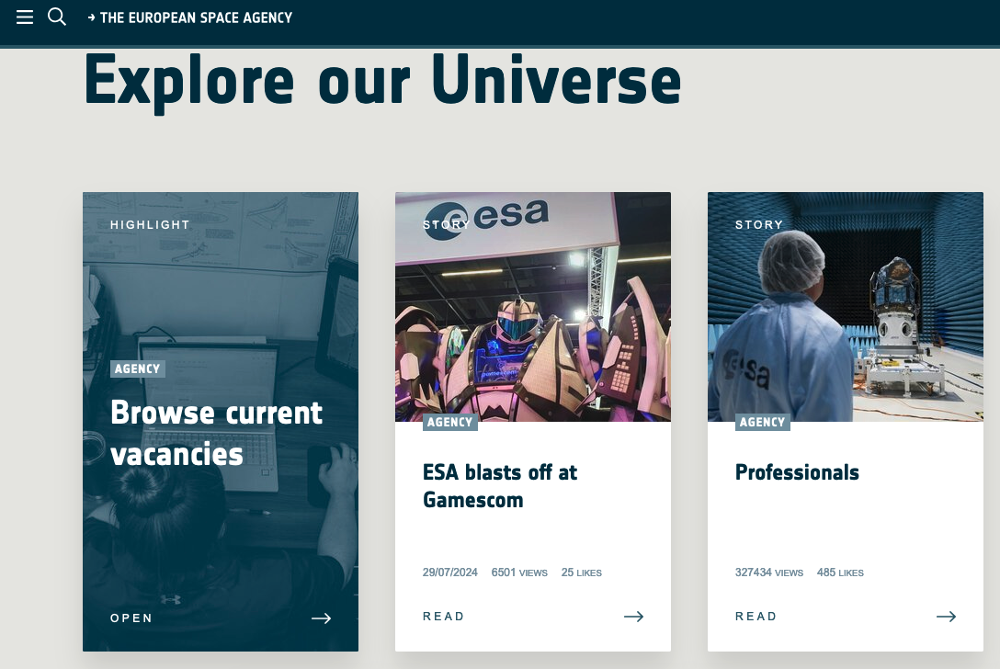 → THE EUROPEAN SPACE AGENCY
Explore our Universe
HIGHLIGHT
AGENCY
Browse current
vacancies
OPEN
esa
STORY
gamescom
AGENCY
ESA blasts off at
Gamescom
29/07/2024 6501 VIEWS 25 LIKES
READ
STORY
esa
AGENCY
Professionals
327434 VIEWS 485 LIKES
READ